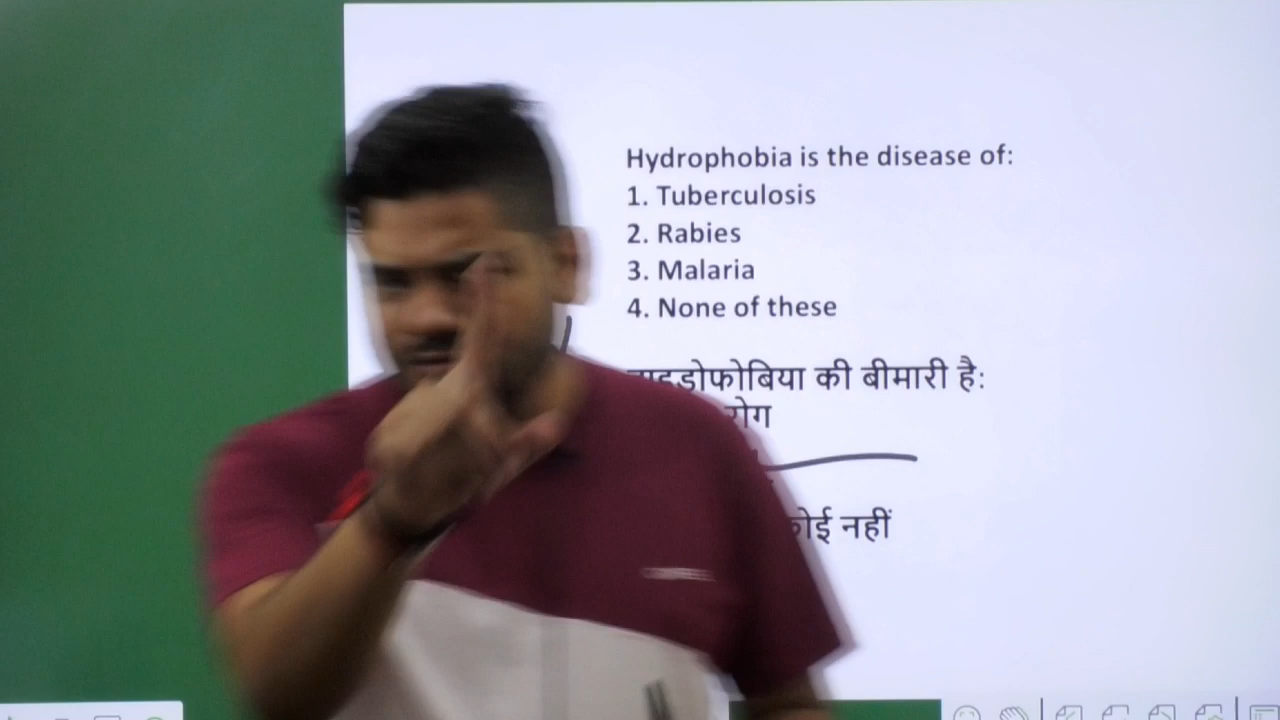 Hydrophobia is the disease of:
1. Tuberculosis
2. Rabies
3. Malaria
4. None of these
की बीमारी है:
रोग
नहीं